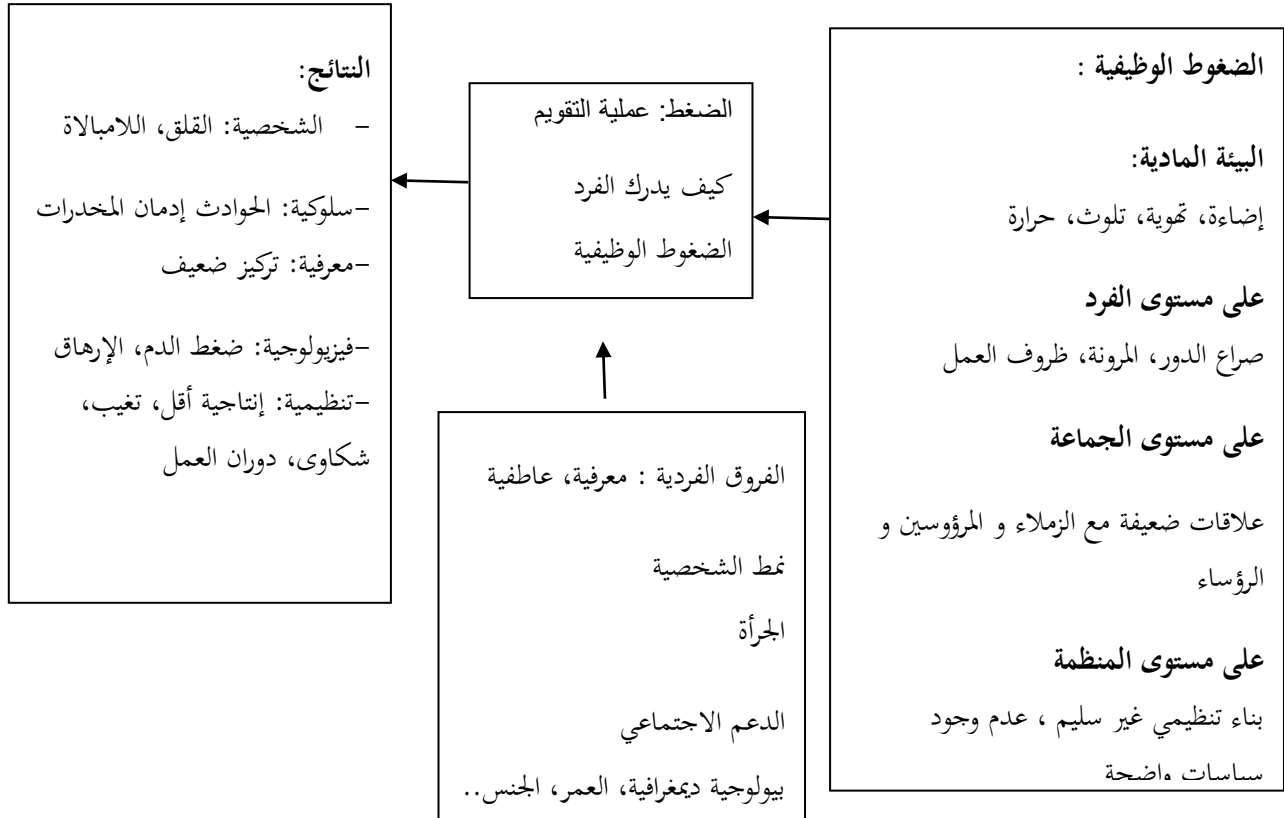 الضغوط الوظيفية :
البيئة المادية:
إضاءة، تهوية، تلوث، حرارة
على مستوى الفرد
صراع الدور، المرونة، ظروف العمل
على مستوى الجماعة
علاقات ضعيفة مع الزملاء و المرؤوسين و
الرؤساء
على مستوى المنظمة
بناء تنظيمي غير سليم ، عدم وجود
سياسات واضحة
الضغط: عملية التقويم
كيف يدرك الفرد
الضغوط الوظيفية
الفروق الفردية : معرفية، عاطفية
نمط الشخصية
الجرأة
الدعم الاجتماعي
بيولوجية ديمغرافية، العمر، الجنس..
النتائج:
– الشخصية: القلق، اللامبالاة
–سلوكية: الحوادث إدمان المخدرات
–معرفية: تركيز ضعيف
–فيزيولوجية: ضغط الدم، الإرهاق
–تنظيمية: إنتاجية أقل، تغيب،
شكاوى، دوران العمل